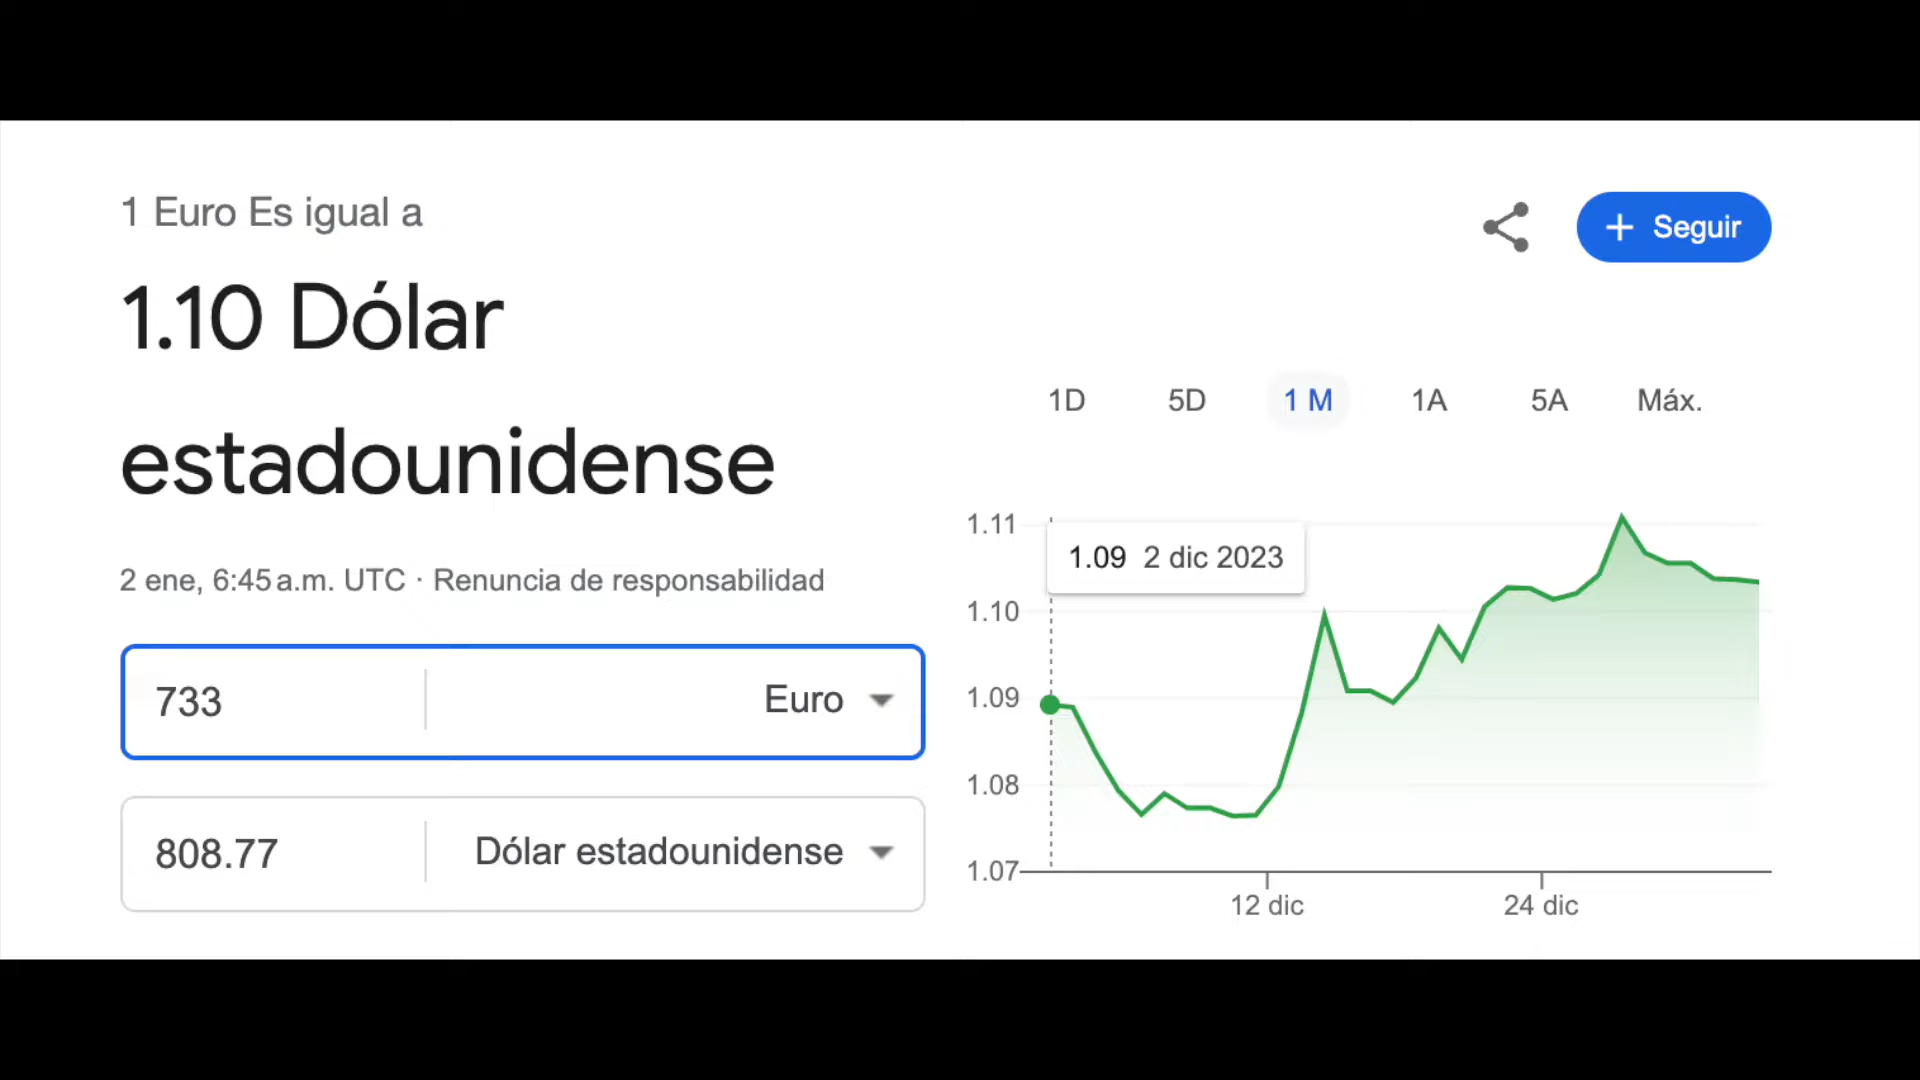 1 Euro Es igual a
1.10 Dólar
estadounidense
2 ene, 6:45 a.m. UTC · Renuncia de responsabilidad
733 Euro
808.77 Dólar estadounidense
+ Seguir
1D 5D 1 M 1A 5A Máx.
1.09 2 dic 2023
1.11
1.10
1.09
1.08
1.07
12 dic 24 dic